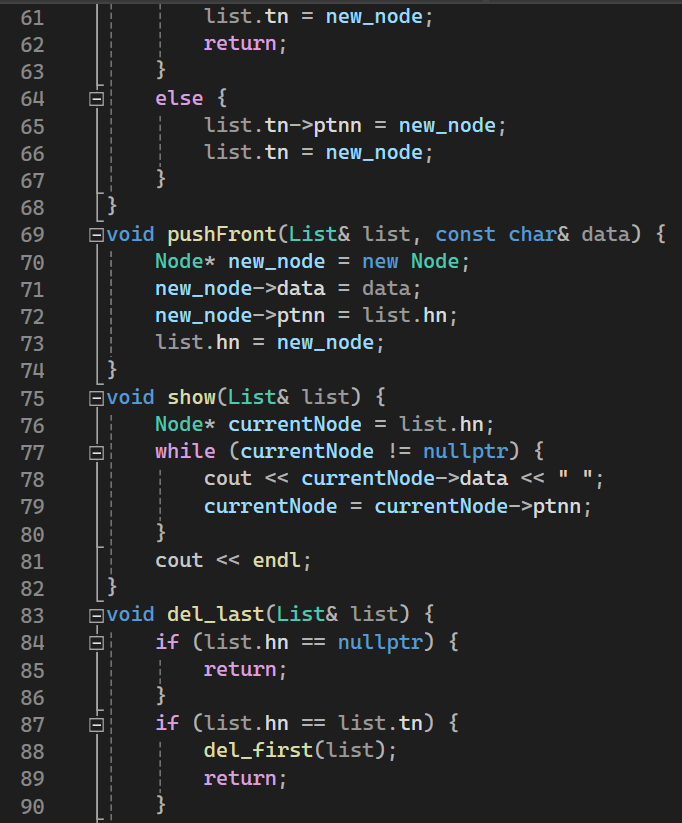 61 list.tn = new_node;
62 return;
63 }
64 else {
65 list.tn->ptnn = new_node;
66 list.tn = new_node;
67 }
68 }
69 void pushFront(List& list, const char& data) {
70 Node* new_node = new Node;
71 new_node->data = data;
72 new_node->ptnn = list.hn;
73 list.hn = new_node;
74 }
75 void show(List& list) {
76 Node* currentNode = list.hn;
77 while (currentNode != nullptr) {
78 cout << currentNode->data << " ";
79 currentNode = currentNode->ptnn;
80 }
81 cout << endl;
82 }
83 void del_last(List& list) {
84 if (list.hn == nullptr) {
85 return;
86 }
87 if (list.hn == list.tn) {
88 del_first(list);
89 return;
90 }